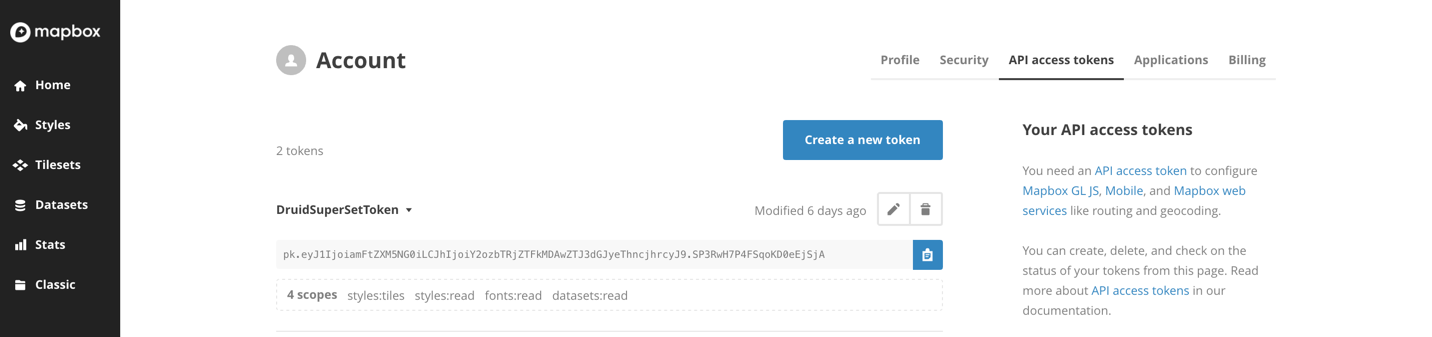 mapbox
Home
Styles
Tilesets
Datasets
Stats
Classic
Account
Profile Security API access tokens Applications Billing
2 tokens
Create a new token
DruidSuperSetToken
Modified 6 days ago
pk.eyJ1IjoiamFtZXM5NG0iLCJhIjoiY2ozbTRjZTFkMDAwZTJ3dGJyeThncjhrcyJ9.SP3RwH7P4FSqoKD0eEjSjA
4 scopes styles:tiles styles:read fonts:read datasets:read
Your API access tokens
You need an API access token to configure
Mapbox GL JS, Mobile, and Mapbox web
services like routing and geocoding.
You can create, delete, and check on the
status of your tokens from this page. Read
more about API access tokens in our
documentation.